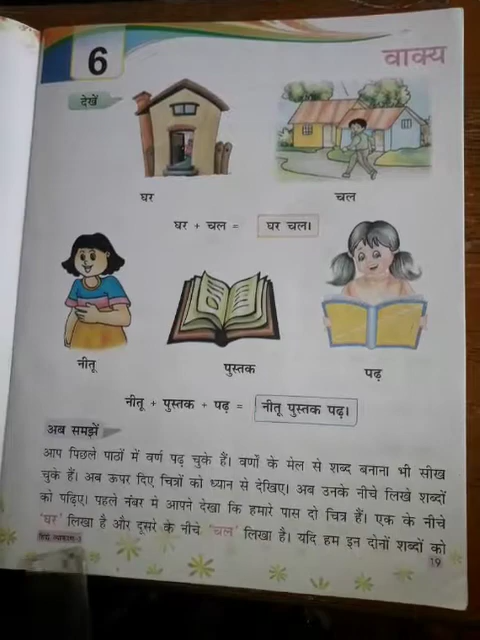 6
वाक्य
देखें
घर
चल
घर + चल = घर चल।
नीतू
पुस्तक
पढ़
नीतू + पुस्तक + पढ़ = नीतू पुस्तक पढ़।
अब समझें
आप पिछले पाठों में वर्ण पढ़ चुके हैं। वर्णों के मेल से शब्द बनाना भी सीख
चुके हैं। अब ऊपर दिए चित्रों को ध्यान से देखिए। अब उनके नीचे लिखे शब्दों
को पढ़िए। पहले नंबर में आपने देखा कि हमारे पास दो चित्र हैं। एक के नीचे
'घर' लिखा है और दूसरे के नीचे 'चल' लिखा है। यदि हम इन दोनों शब्दों को
19